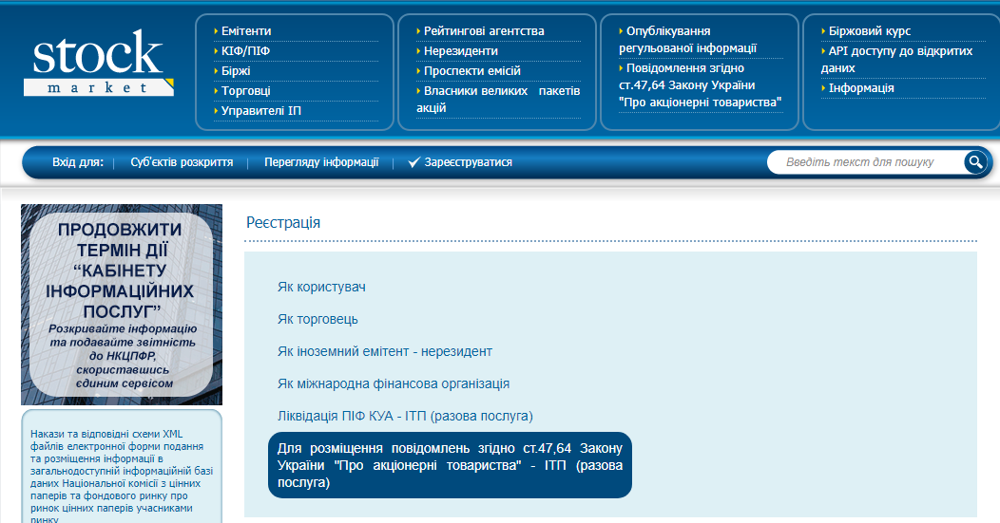 stock
market
Емітенти
КІФ/ПІФ
Біржі
Торговці
Управителі ІП
Рейтингові агентства
Нерезиденти
Проспекти емісій
Власники великих пакетів
акцій
Опублікування
регульованої інформації
Повідомлення згідно
ст.47,64 Закону України
"Про акціонерні товариства"
Біржовий курс
API доступу до відкритих
даних
Інформація
Вхід для: | Суб'єктів розкриття | Перегляду інформації | Зареєструватися
Введіть текст для пошуку
ПРОДОВЖИТИ
ТЕРМІН ДІЇ
“КАБІНЕТУ
ІНФОРМАЦІЙНИХ
ПОСЛУГ”
Розкривайте інформацію
та подавайте звітність
до НКЦПФР,
скориставшись
єдиним сервісом
Накази та відповідні схеми XML
файлів електронної форми подання
та розміщення інформації в
загальнодоступній інформаційній базі
даних Національної комісії з цінних
паперів та фондового ринку про
ринок цінних паперів учасниками
ринку
Реєстрація
Як користувач
Як торговець
Як іноземний емітент - нерезидент
Як міжнародна фінансова організація
Ліквідація ПІФ КУА - ІТП (разова послуга)
Для розміщення повідомлень згідно ст.47,64 Закону
України "Про акціонерні товариства" - ІТП (разова
послуга)